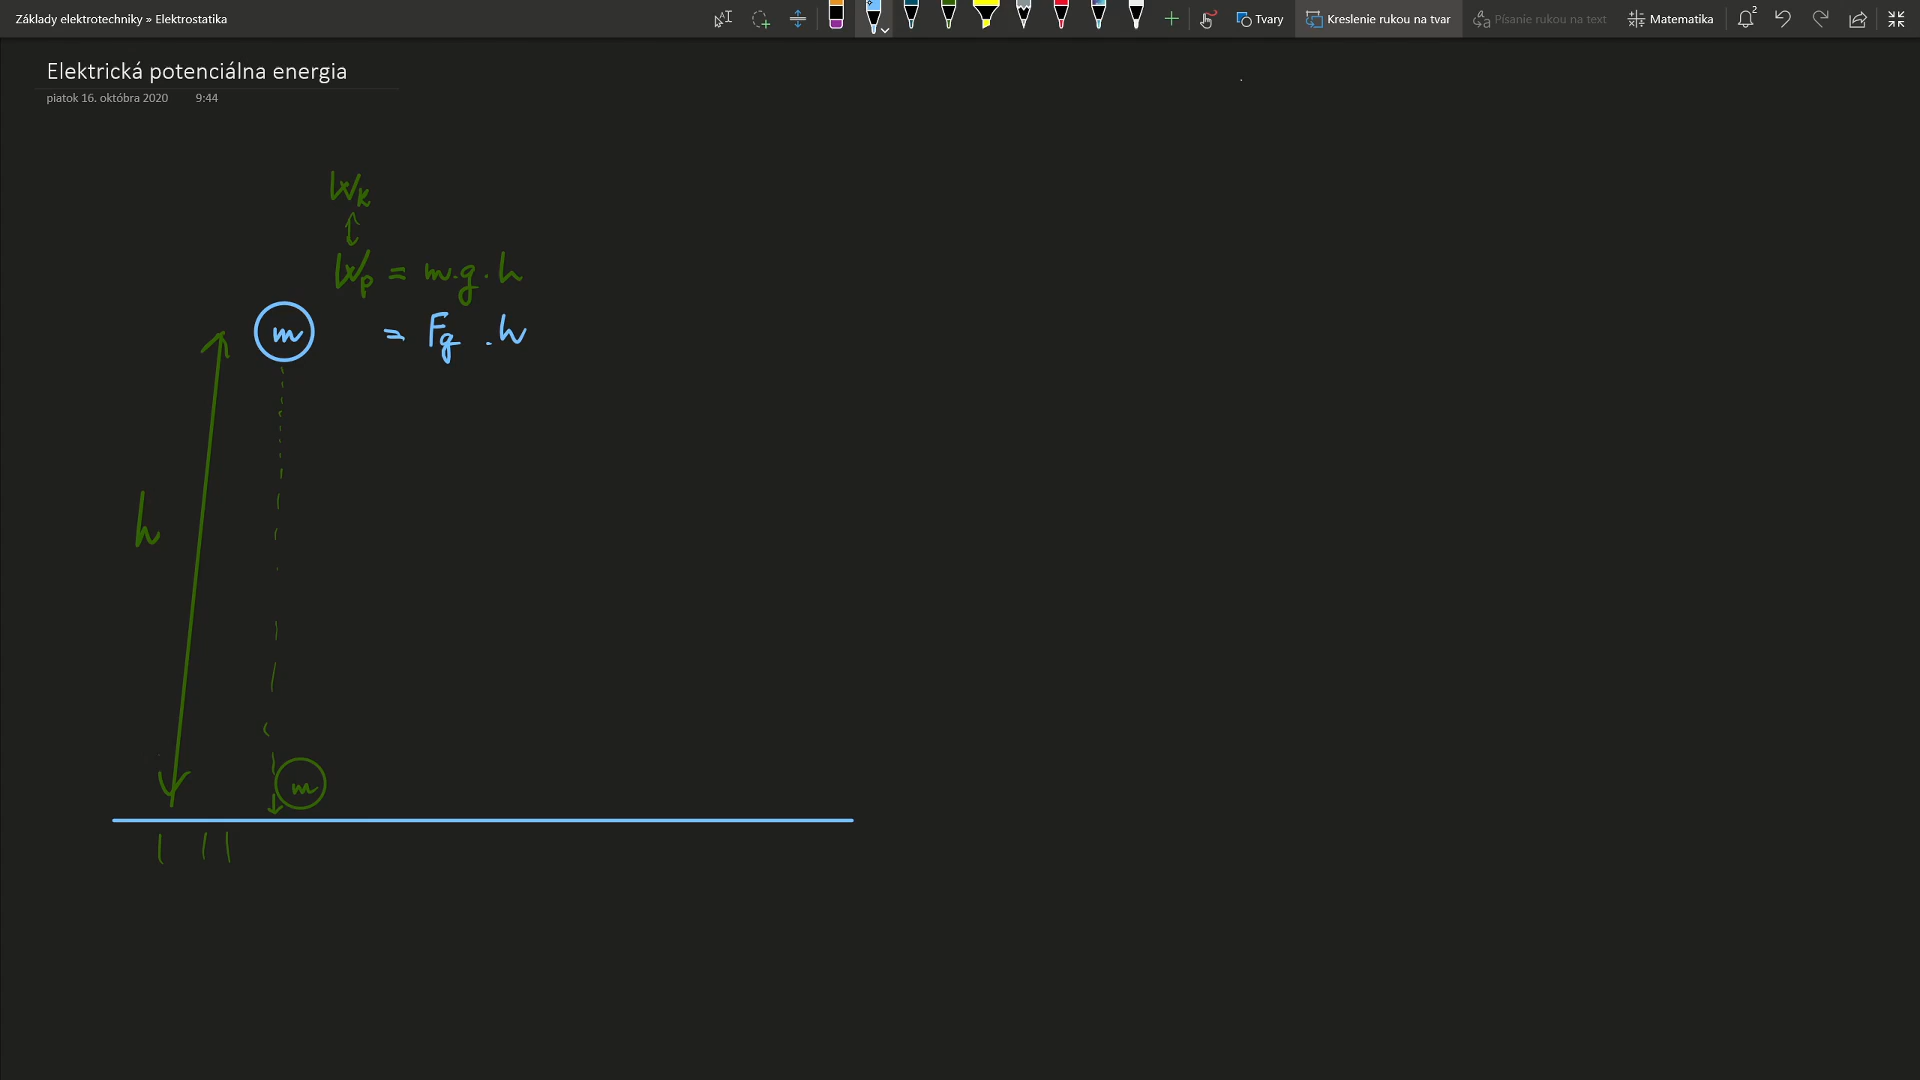 Základy elektrotechniky » Elektrostatika
Tvary
Kreslenie rukou na tvar
Písanie rukou na text
Matematika
2
Elektrická potenciálna energia
piatok 16. októbra 2020 9:44
Wk
Wp = m.g.h
m = Fg .h
h
m